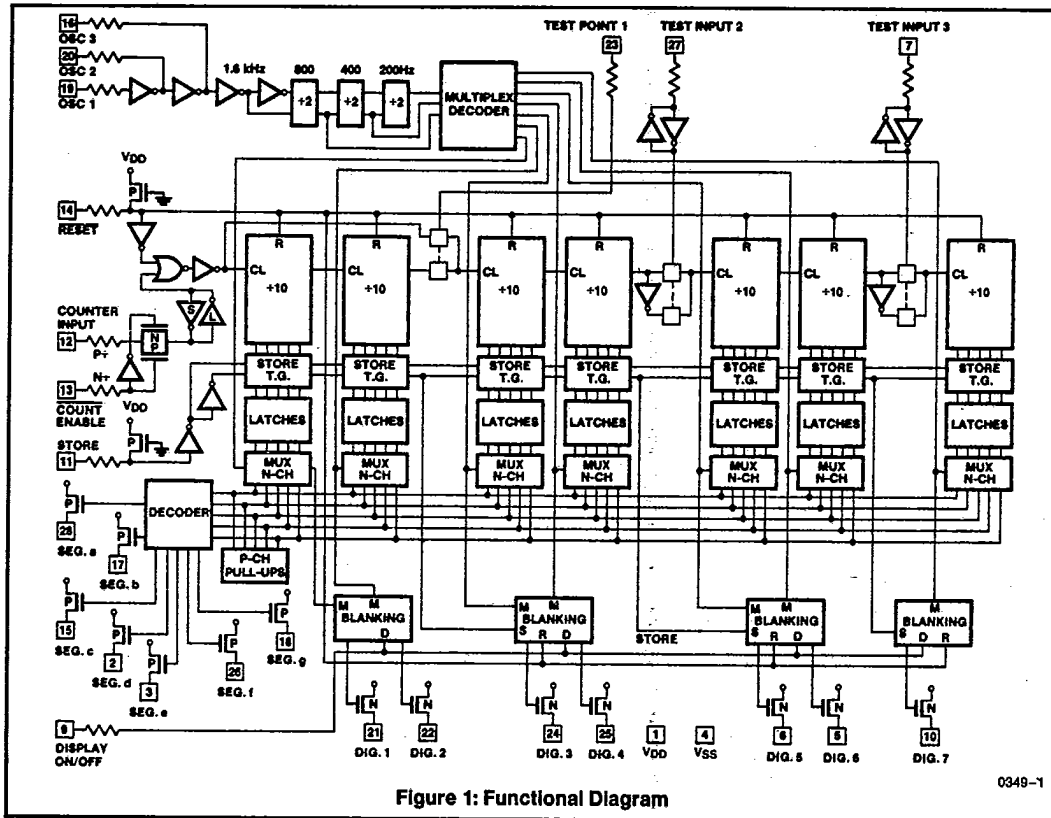 TEST POINT 1
TEST INPUT 2
TEST INPUT 3
16
OSC 3
23
27
7
20
OSC 2
1.6 kHz
800
400
200Hz
19
OSC 1
÷2
÷2
÷2
MULTIPLEX
DECODER
VDD
P
14
RESET
R
R
R
R
R
R
R
CL
÷10
÷10
CL
÷10
÷10
CL
÷10
÷10
CL
÷10
COUNTER
INPUT
S
L
12
N
P
P÷
N÷
13
COUNT
ENABLE
VDD
P
STORE
11
STORE
T.G.
STORE
T.G.
STORE
T.G.
STORE
T.G.
STORE
T.G.
STORE
T.G.
STORE
T.G.
LATCHES
LATCHES
LATCHES
LATCHES
LATCHES
LATCHES
LATCHES
MUX
N-CH
MUX
N-CH
MUX
N-CH
MUX
N-CH
MUX
N-CH
MUX
N-CH
MUX
N-CH
DECODER
P
28
SEG. a
P
17
SEG. b
P-CH
PULL-UPS
P
15
SEG. c
P
2
SEG. d
P
3
SEG. e
P
26
SEG. f
P
SEG. g
M M
BLANKING
D
M M
BLANKING
S R D
STORE
M M
BLANKING
S R D
M
BLANKING
S D R
9
DISPLAY
ON/OFF
N
21
DIG. 1
N
22
DIG. 2
N
24
DIG. 3
N
25
DIG. 4
1
VDD
4
VSS
N
6
DIG. 5
N
5
DIG. 6
N
10
DIG. 7
0349-1
Figure 1: Functional Diagram